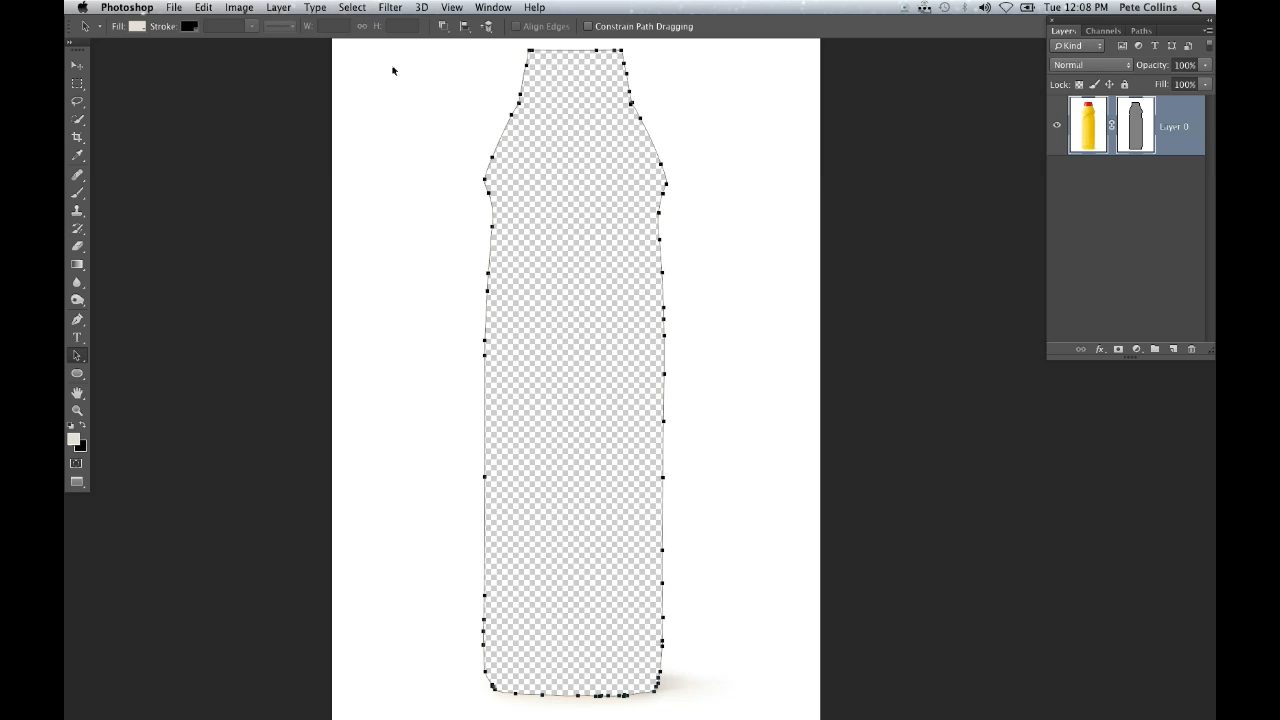 Photoshop File Edit Image Layer Type Select Filter 3D View Window Help Tue 12:08 PM Pete Collins
Fill: Stroke: W: H: Align Edges Constrain Path Dragging
Layers Channels Paths
Kind
Normal Opacity: 100%
Lock: Fill: 100%
Layer 0
fx